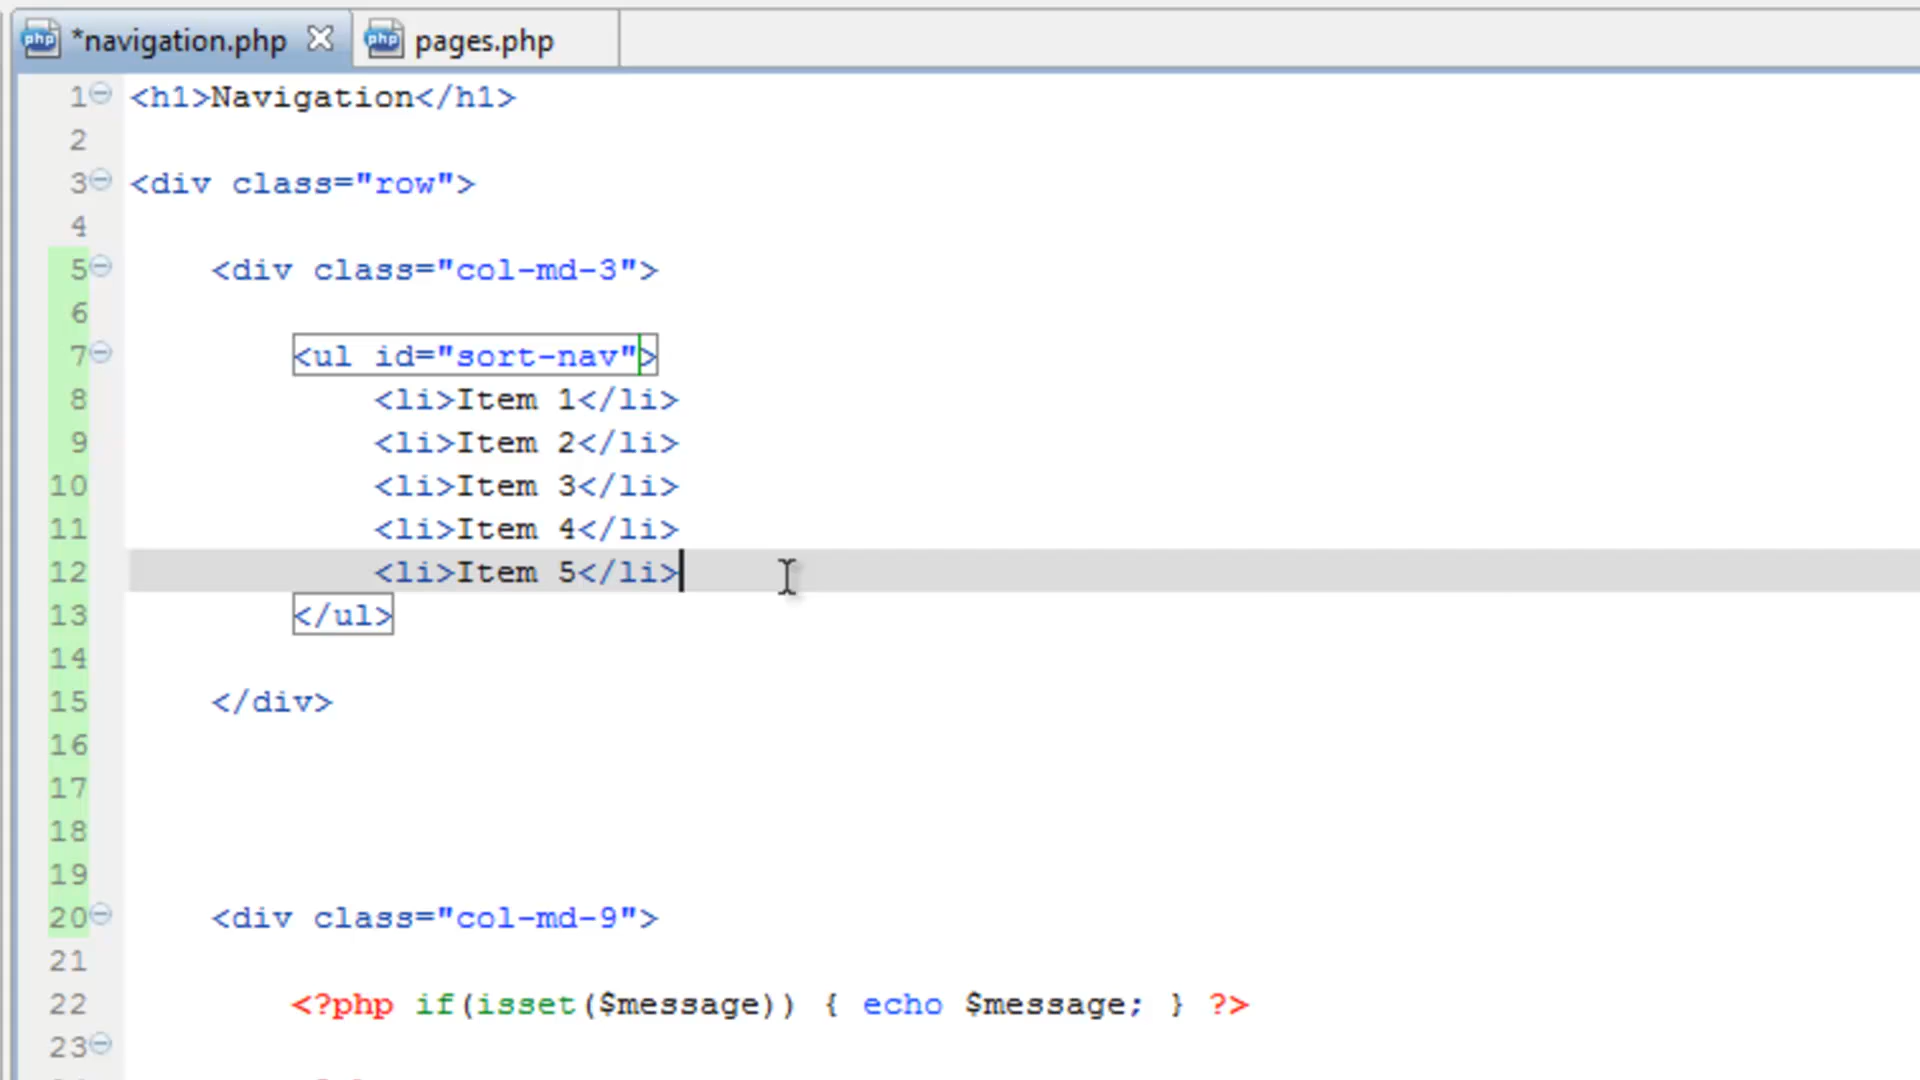 php *navigation.php php pages.php
1 <h1>Navigation</h1>
2
3 <div class="row">
4
5 <div class="col-md-3">
6
7 <ul id="sort-nav">
8 <li>Item 1</li>
9 <li>Item 2</li>
10 <li>Item 3</li>
11 <li>Item 4</li>
12 <li>Item 5</li>
13 </ul>
14
15 </div>
16
17
18
19
20 <div class="col-md-9">
21
22 <?php if(isset($message)) { echo $message; } ?>
23